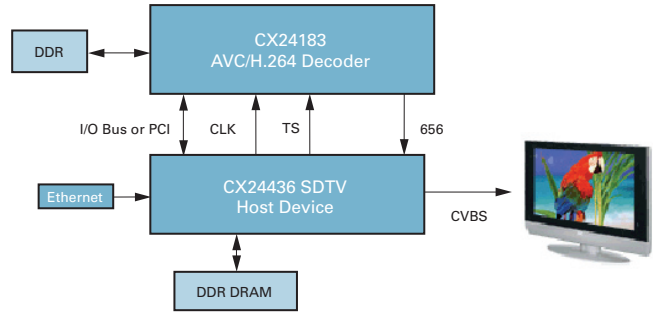 CX24183
AVC/H.264 Decoder
DDR
I/O Bus or PCI
CLK
TS
656
CX24436 SDTV
Host Device
Ethernet
CVBS
DDR DRAM